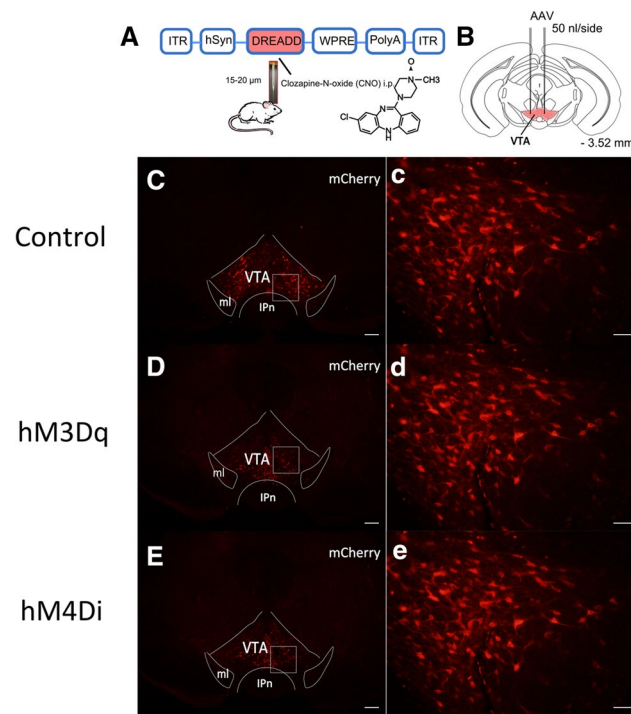 A
ITR hSyn DREADD WPRE PolyA ITR
15-20 µm
Clozapine-N-oxide (CNO) i.p
O
N
CH3
N
Cl
N
N
H
B
AAV
50 nl/side
VTA
- 3.52 mm
Control
C
mCherry
VTA
ml
IPn
c
hM3Dq
D
mCherry
VTA
ml
IPn
d
hM4Di
E
mCherry
VTA
ml
IPn
e